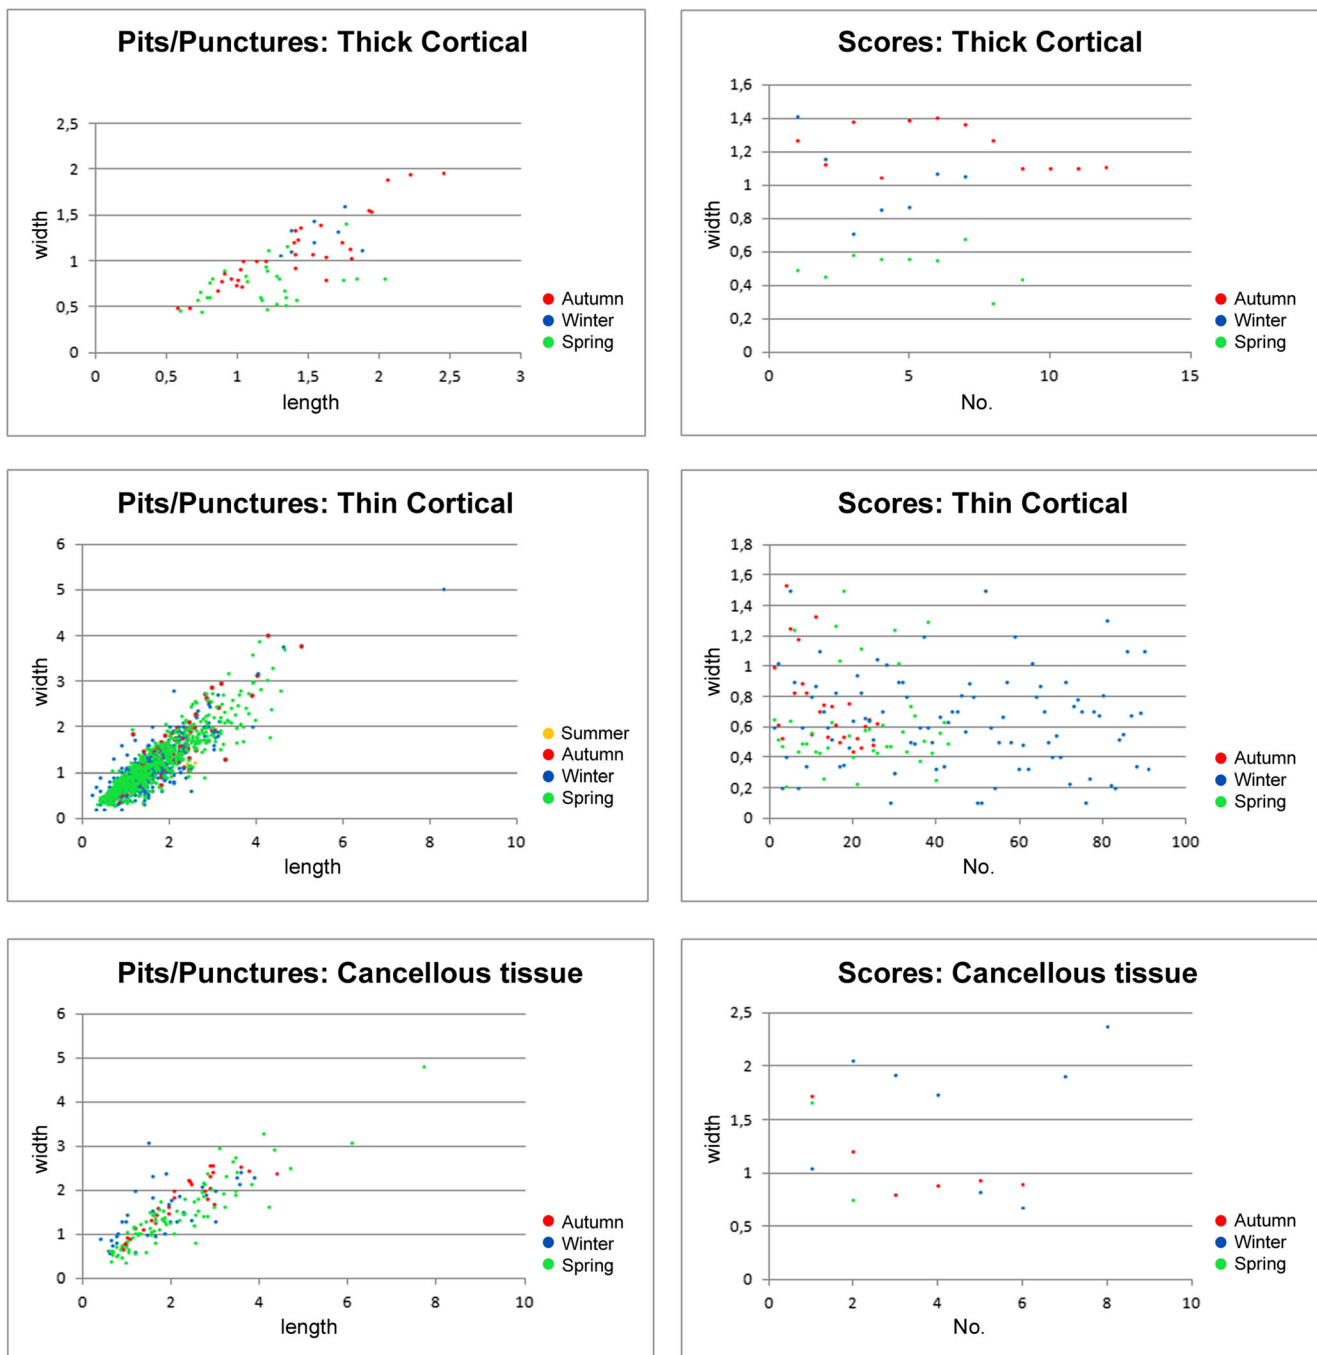 Pits/Punctures: Thick Cortical
2,5
2
1,5
1
0,5
0
width
0 0,5 1 1,5 2 2,5 3
length
Autumn
Winter
Spring
Scores: Thick Cortical
1,6
1,4
1,2
1
0,8
0,6
0,4
0,2
0
width
0 5 10 15
No.
Autumn
Winter
Spring
Pits/Punctures: Thin Cortical
6
5
4
3
2
1
0
width
0 2 4 6 8 10
length
Summer
Autumn
Winter
Spring
Scores: Thin Cortical
1,8
1,6
1,4
1,2
1
0,8
0,6
0,4
0,2
0
width
0 20 40 60 80 100
No.
Autumn
Winter
Spring
Pits/Punctures: Cancellous tissue
6
5
4
3
2
1
0
width
0 2 4 6 8 10
length
Autumn
Winter
Spring
Scores: Cancellous tissue
2,5
2
1,5
1
0,5
0
width
0 2 4 6 8 10
No.
Autumn
Winter
Spring